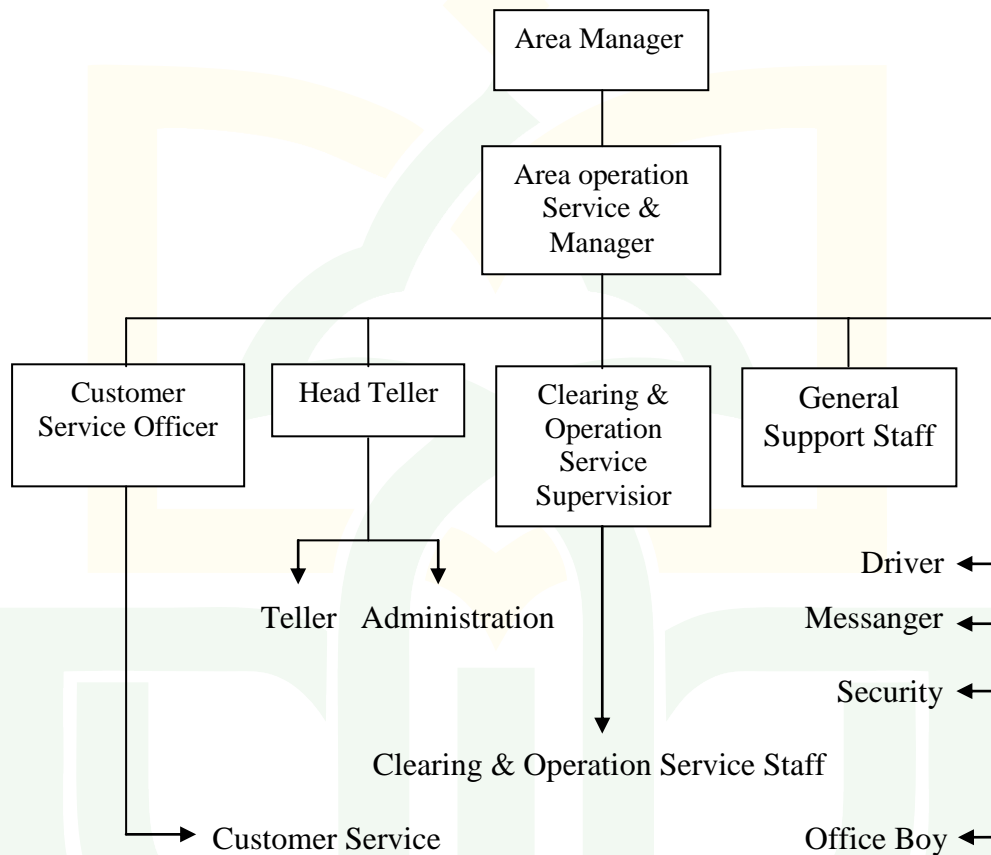 Area Manager
Area operation
Service &
Manager
Customer
Service Officer
Head Teller
Clearing &
Operation
Service
Supervisior
General
Support Staff
Driver
Teller
Administration
Messanger
Security
Clearing & Operation Service Staff
Customer Service
Office Boy